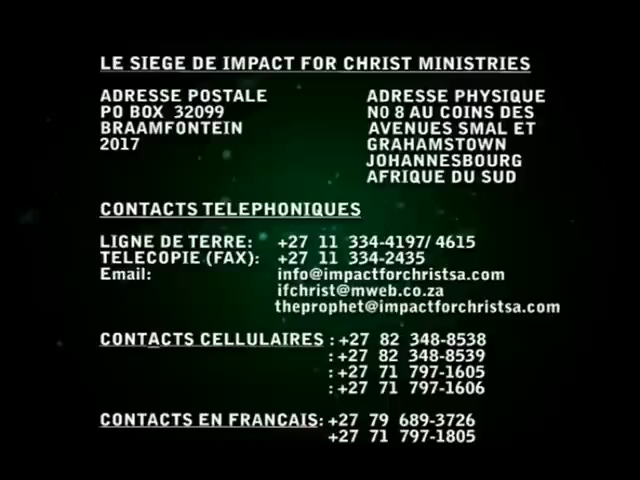 LE SIEGE DE IMPACT FOR CHRIST MINISTRIES
ADRESSE POSTALE
PO BOX 32099
BRAAMFONTEIN
2017
ADRESSE PHYSIQUE
N0 8 AU COINS DES
AVENUES SMAL ET
GRAHAMSTOWN
JOHANNESBOURG
AFRIQUE DU SUD
CONTACTS TELEPHONIQUES
LIGNE DE TERRE: +27 11 334-4197/ 4615
TELECOPIE (FAX): +27 11 334-2435
Email: info@impactforchristsa.com
ifchrist@mweb.co.za
theprophet@impactforchristsa.com
CONTACTS CELLULAIRES : +27 82 348-8538
: +27 82 348-8539
: +27 71 797-1605
: +27 71 797-1606
CONTACTS EN FRANCAIS: +27 79 689-3726
+27 71 797-1805